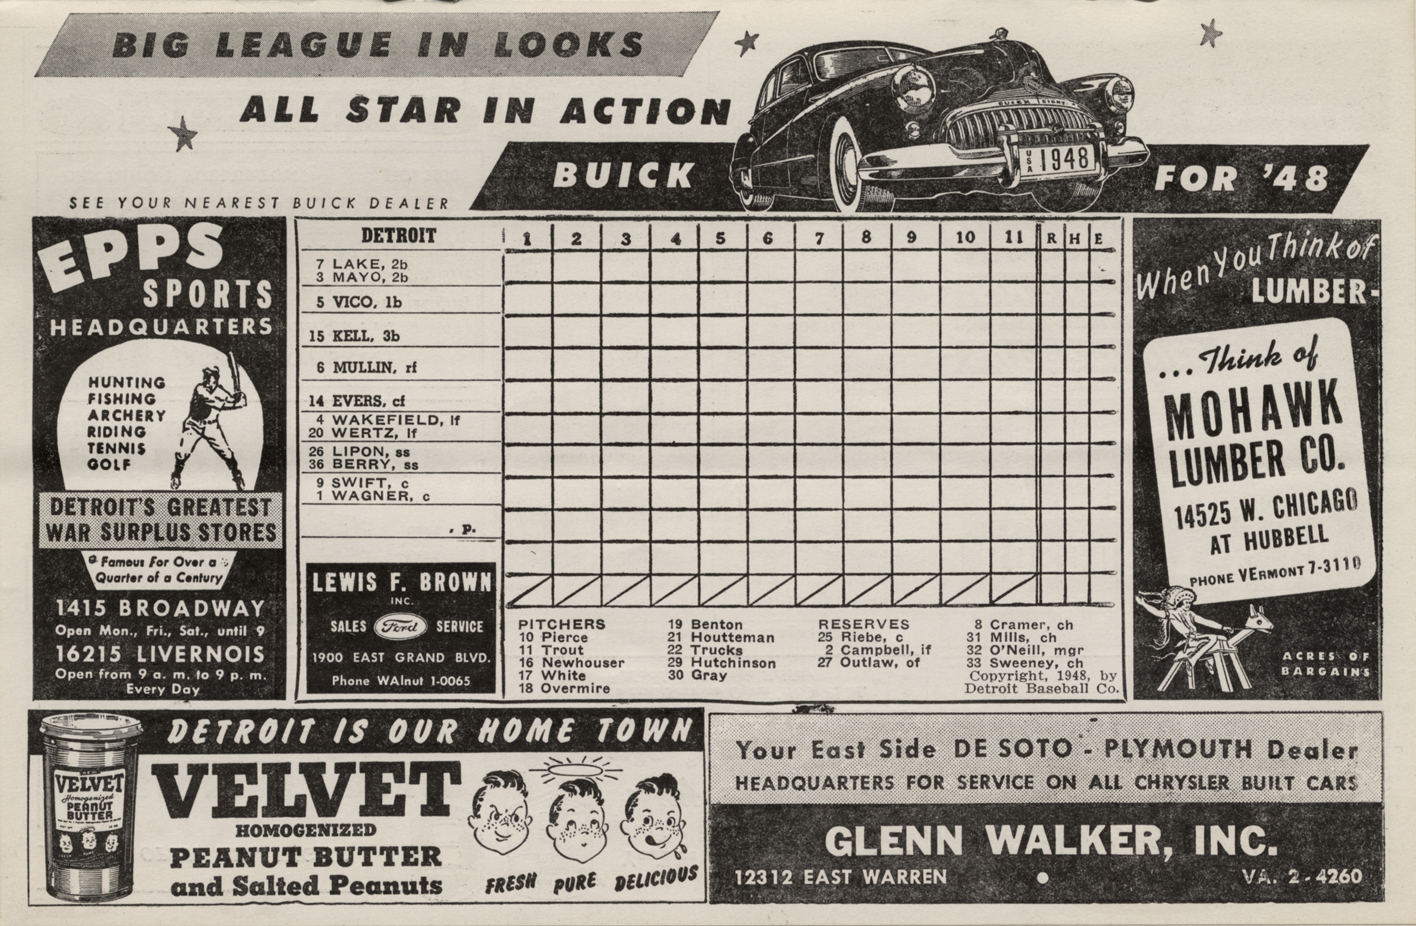 BIG LEAGUE IN LOOKS
ALL STAR IN ACTION
BUICK
FOR '48
USA 1948
SEE YOUR NEAREST BUICK DEALER
EPPS
SPORTS
HEADQUARTERS
HUNTING
FISHING
ARCHERY
RIDING
TENNIS
GOLF
DETROIT'S GREATEST
WAR SURPLUS STORES
Famous For Over a
Quarter of a Century
1415 BROADWAY
Open Mon., Fri., Sat., until 9
16215 LIVERNOIS
Open from 9 a. m. to 9 p. m.
Every Day
DETROIT 1 2 3 4 5 6 7 8 9 10 11 R H E
7 LAKE, 2b
3 MAYO, 2b
5 VICO, 1b
15 KELL, 3b
6 MULLIN, rf
14 EVERS, cf
4 WAKEFIELD, lf
20 WERTZ, lf
26 LIPON, ss
36 BERRY, ss
9 SWIFT, c
1 WAGNER, c
, p.
LEWIS F. BROWN
INC.
SALES Ford SERVICE
1900 EAST GRAND BLVD.
Phone WAlnut 1-0065
PITCHERS
10 Pierce
11 Trout
16 Newhouser
17 White
18 Overmire
19 Benton
21 Houtteman
22 Trucks
29 Hutchinson
30 Gray
RESERVES
25 Riebe, c
2 Campbell, if
27 Outlaw, of
8 Cramer, ch
31 Mills, ch
32 O'Neill, mgr
33 Sweeney, ch
Copyright, 1948, by
Detroit Baseball Co.
When You Think of
LUMBER-
...Think of
MOHAWK
LUMBER CO.
14525 W. CHICAGO
AT HUBBELL
PHONE VErmont 7-3110
ACRES OF
BARGAINS
DETROIT IS OUR HOME TOWN
VELVET
Homogenized
PEANUT
BUTTER
VELVET
HOMOGENIZED
PEANUT BUTTER
and Salted Peanuts
FRESH PURE DELICIOUS
Your East Side DE SOTO - PLYMOUTH Dealer
HEADQUARTERS FOR SERVICE ON ALL CHRYSLER BUILT CARS
GLENN WALKER, INC.
12312 EAST WARREN • VA. 2-4260